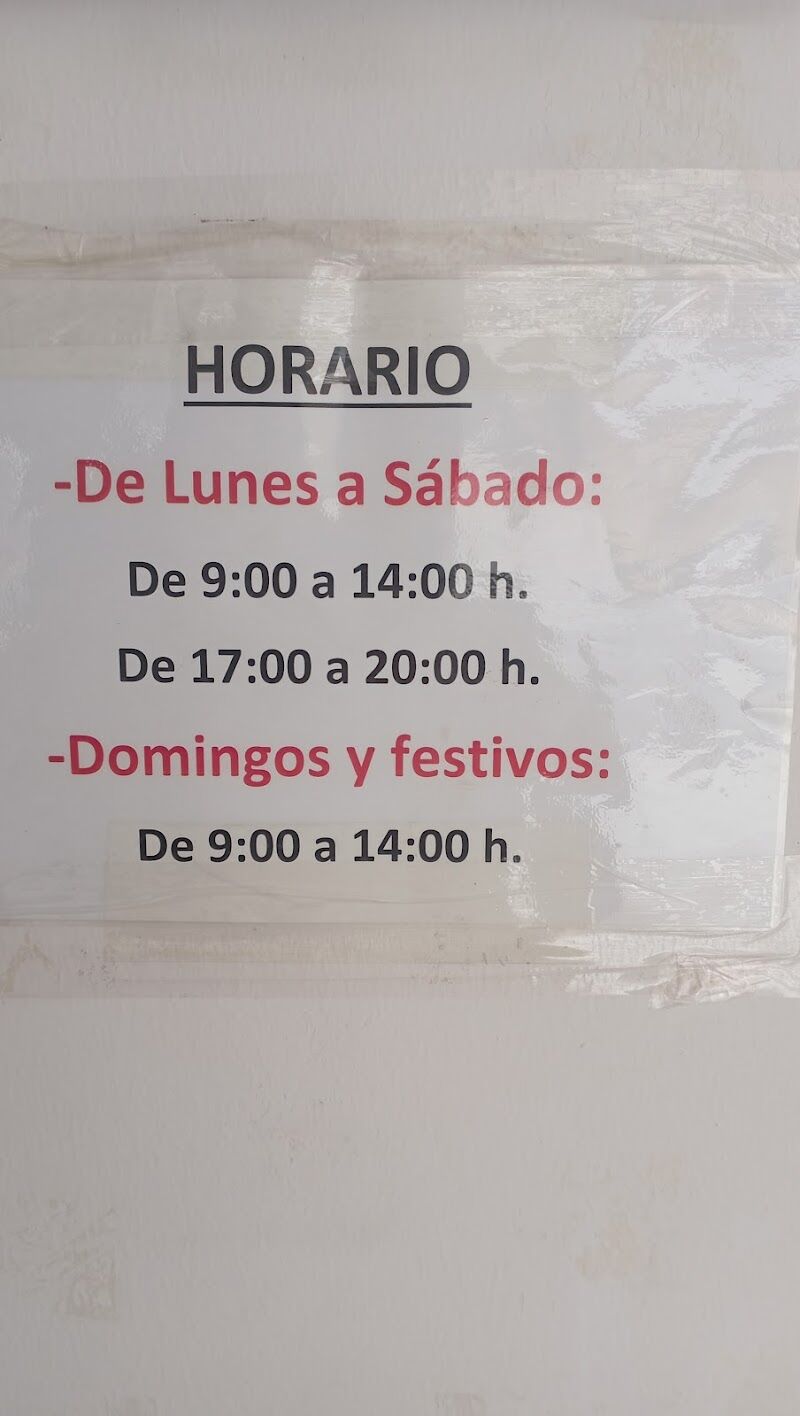 HORARIO
-De Lunes a Sábado:
De 9:00 a 14:00 h.
De 17:00 a 20:00 h.
-Domingos y festivos:
De 9:00 a 14:00 h.